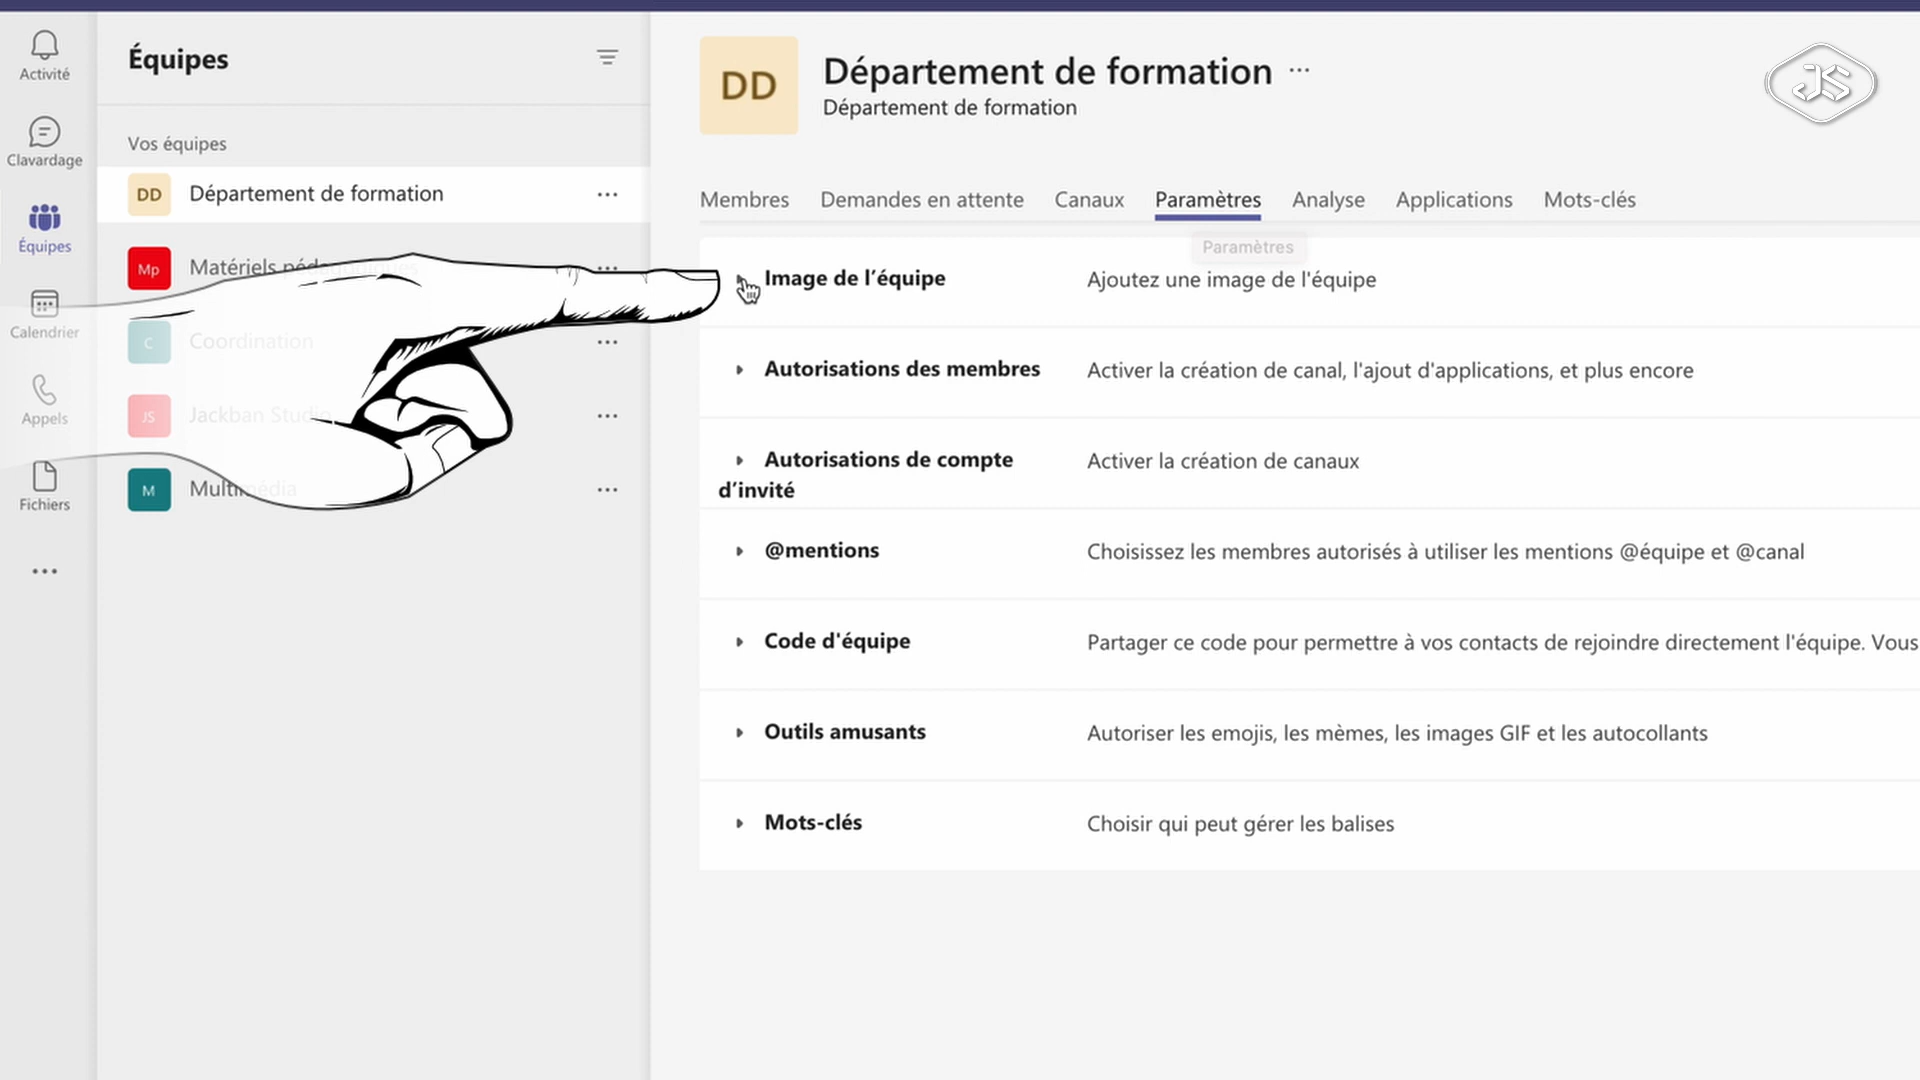 Activité
Clavardage
Équipes
Calendrier
Appels
Fichiers
Équipes
Vos équipes
DD Département de formation
Mp Matériels pédagogiques
C Coordination
JS Jackban Studio
M Multimédia
DD
Département de formation
Département de formation
JS
Membres Demandes en attente Canaux Paramètres Analyse Applications Mots-clés
Paramètres
Image de l’équipe Ajoutez une image de l'équipe
Autorisations des membres Activer la création de canal, l'ajout d'applications, et plus encore
Autorisations de compte Activer la création de canaux
d’invité
@mentions Choisissez les membres autorisés à utiliser les mentions @équipe et @canal
Code d'équipe Partager ce code pour permettre à vos contacts de rejoindre directement l'équipe. Vous
Outils amusants Autoriser les emojis, les mèmes, les images GIF et les autocollants
Mots-clés Choisir qui peut gérer les balises